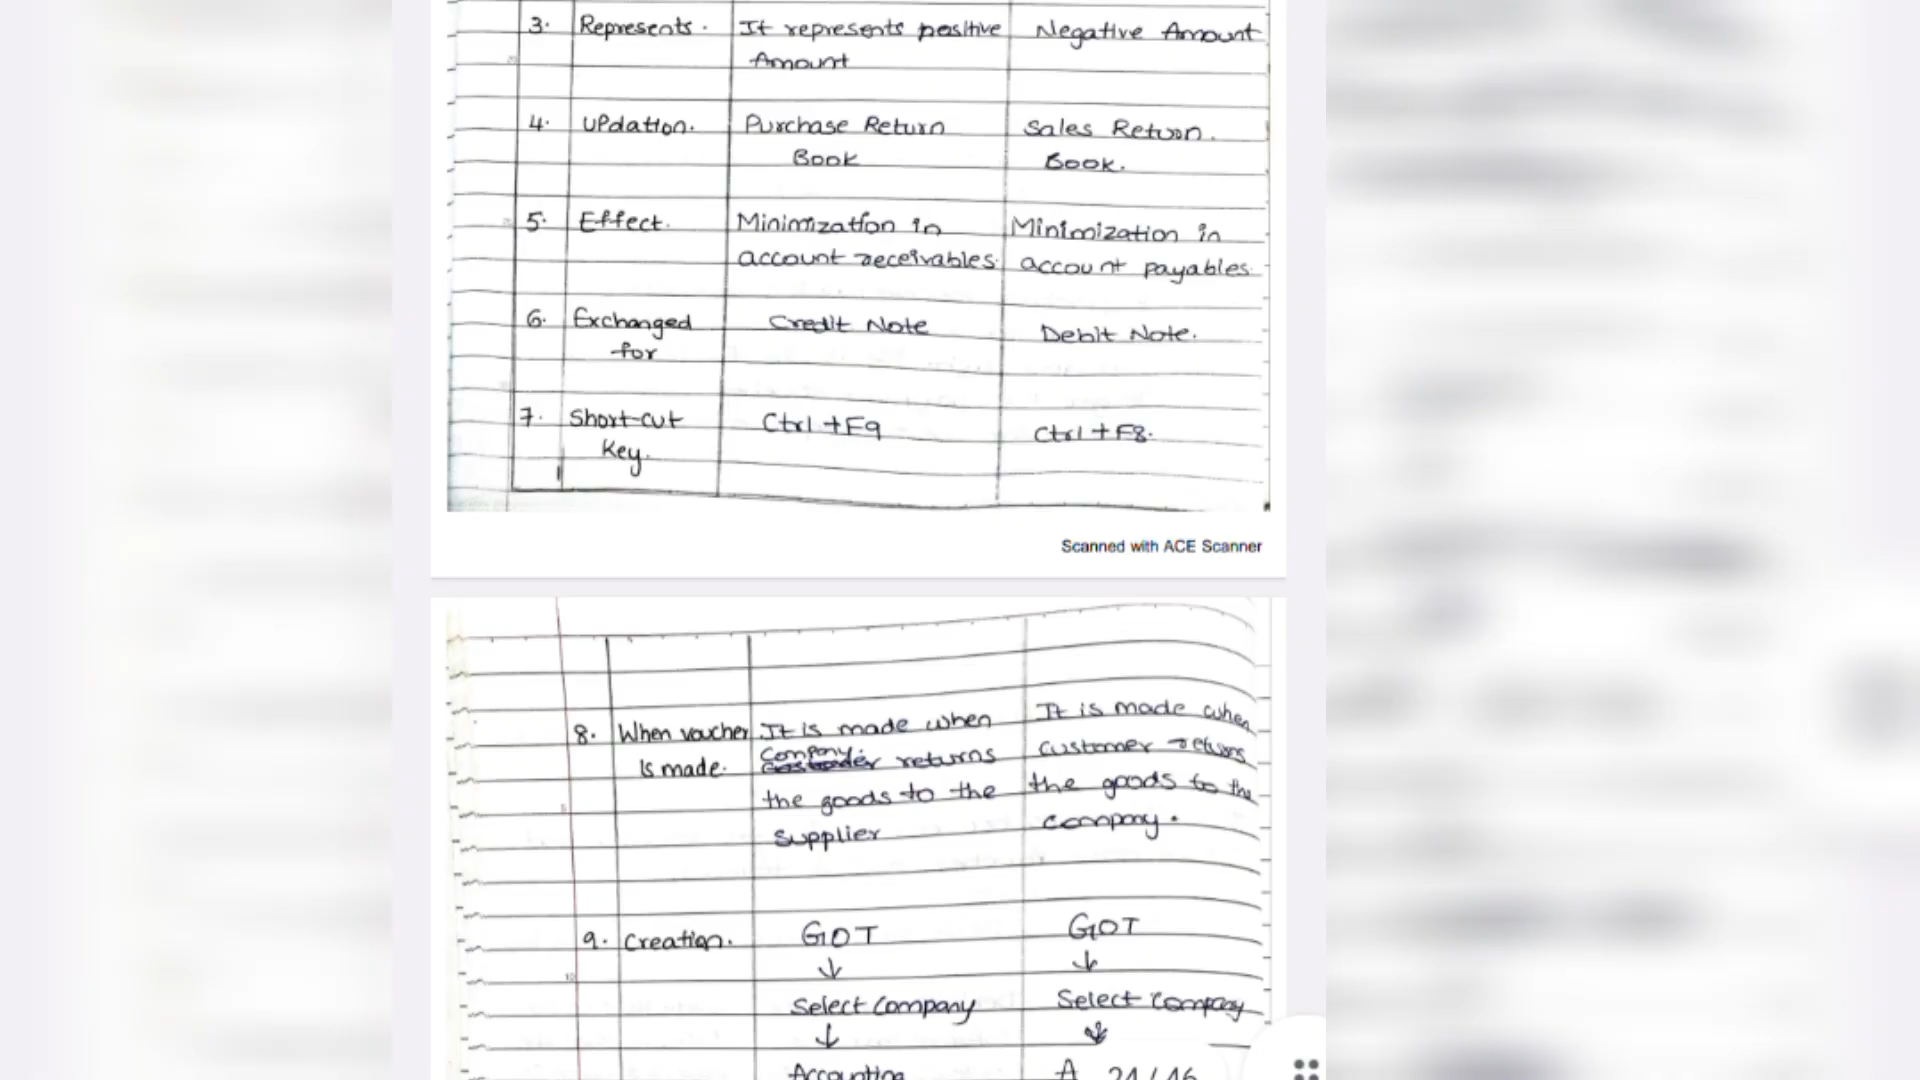 3. Represents. It represents positive Negative Amount
Amount
4. Updation. Purchase Return Sales Return.
Book Book.
5. Effect. Minimization in Minimization in
account receivables. account payables.
6. Exchanged Credit Note Debit Note.
for
7. Short-cut Ctrl+F9 Ctrl+F8.
Key.
Scanned with ACE Scanner
8. When voucher It is made when It is made when
is made. Company returns customer returns
the goods to the the goods to the
supplier company.
9. Creation. GOT GOT
↓ ↓
Select Company Select Company
↓ ↓
Accounting A 24/46